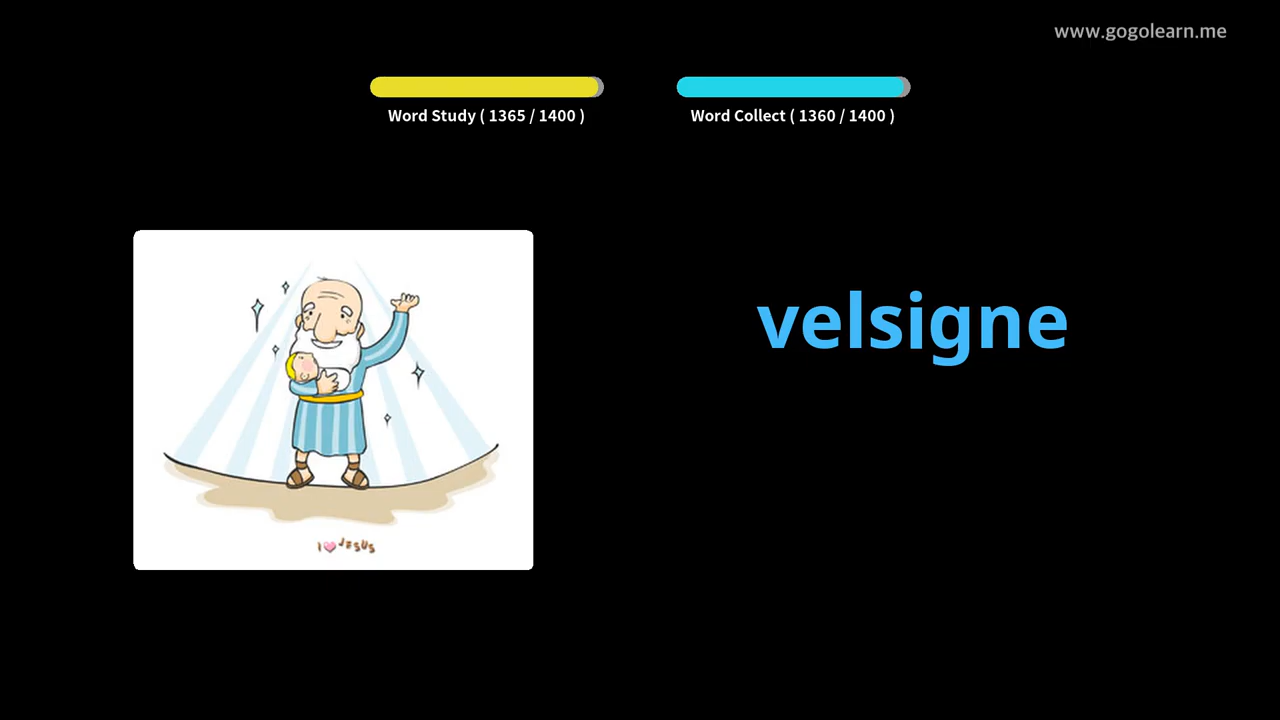 www.gogolearn.me
Word Study ( 1365 / 1400 )
Word Collect ( 1360 / 1400 )
velsigne
I ♥ JESUS